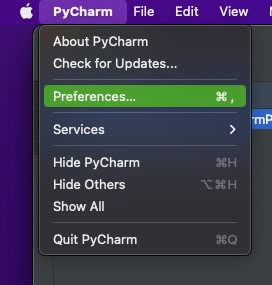 PyCharm File Edit View
About PyCharm
Check for Updates...
Preferences... ⌘ ,
Services
Hide PyCharm ⌘H
Hide Others ⌥⌘H
Show All
Quit PyCharm ⌘Q